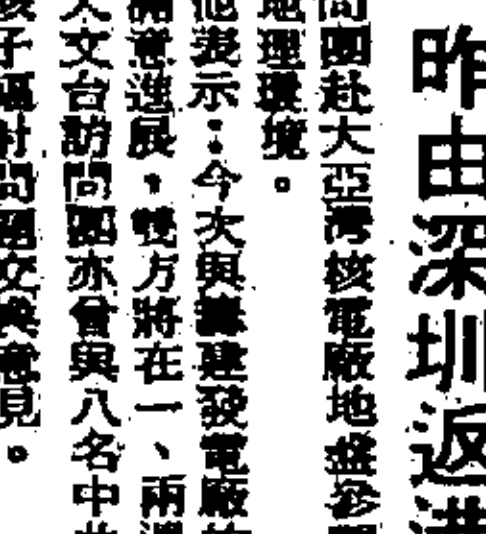 昨由深圳返港
問團赴大亞灣核電廠地盤參
地理環境。
他表示：今次與籌建發電廠
滿意進展，雙方將在一、兩
天文台訪問團亦曾與八名中
核子輻射問題交換意見。